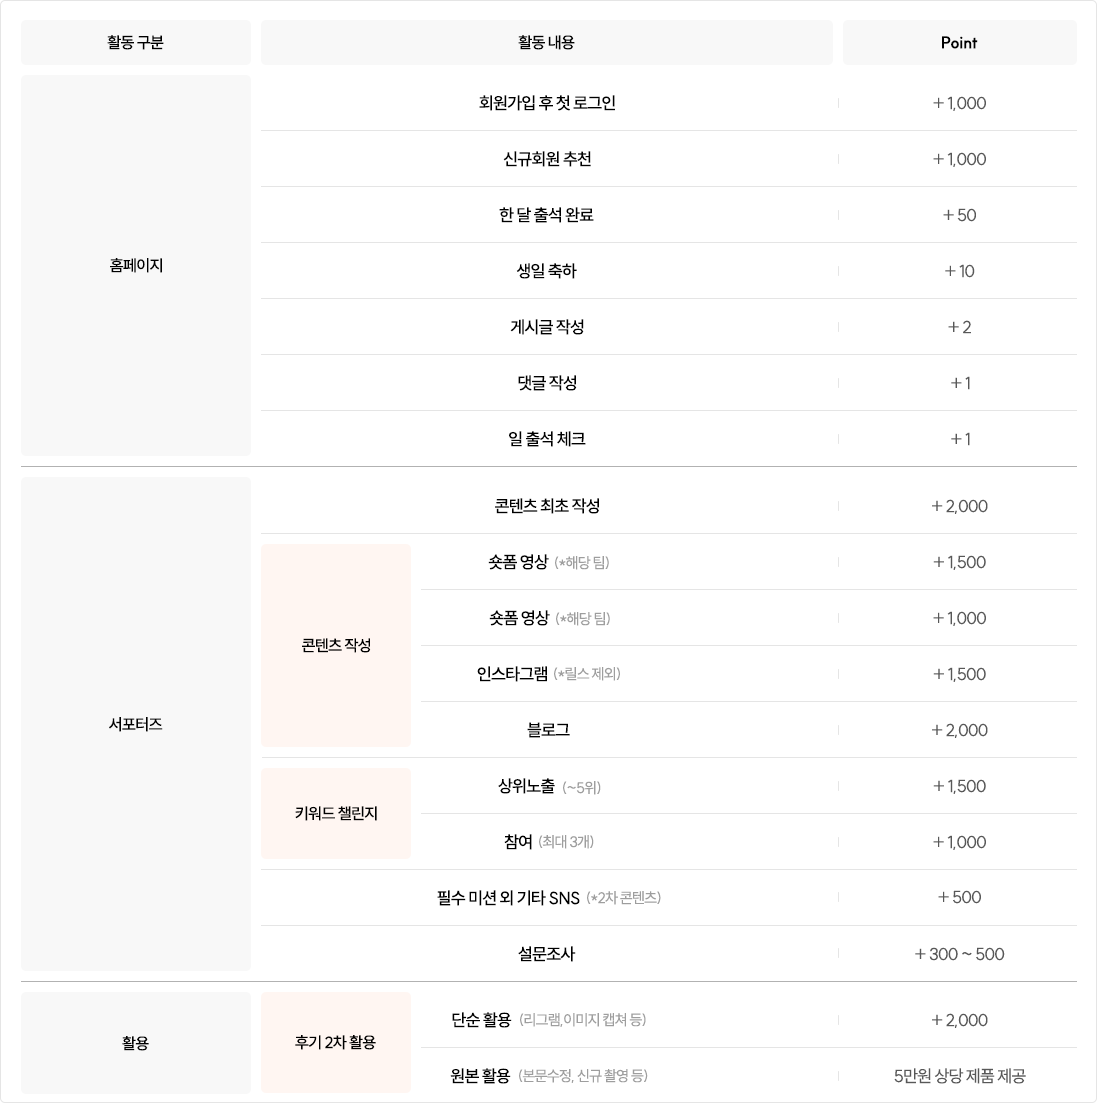 활동 구분 활동 내용 Point
홈페이지
회원가입 후 첫 로그인 + 1,000
신규회원 추천 + 1,000
한 달 출석 완료 + 50
생일 축하 + 10
게시글 작성 + 2
댓글 작성 + 1
일 출석 체크 + 1
서포터즈
콘텐츠 최초 작성 + 2,000
콘텐츠 작성
숏폼 영상 (*해당 팀) + 1,500
숏폼 영상 (*해당 팀) + 1,000
인스타그램 (*릴스 제외) + 1,500
블로그 + 2,000
키워드 챌린지
상위노출 (~5위) + 1,500
참여 (최대 3개) + 1,000
필수 미션 외 기타 SNS (*2차 콘텐츠) + 500
설문조사 + 300 ~ 500
활용
후기 2차 활용
단순 활용 (리그램,이미지 캡쳐 등) + 2,000
원본 활용 (본문수정, 신규 촬영 등) 5만원 상당 제품 제공